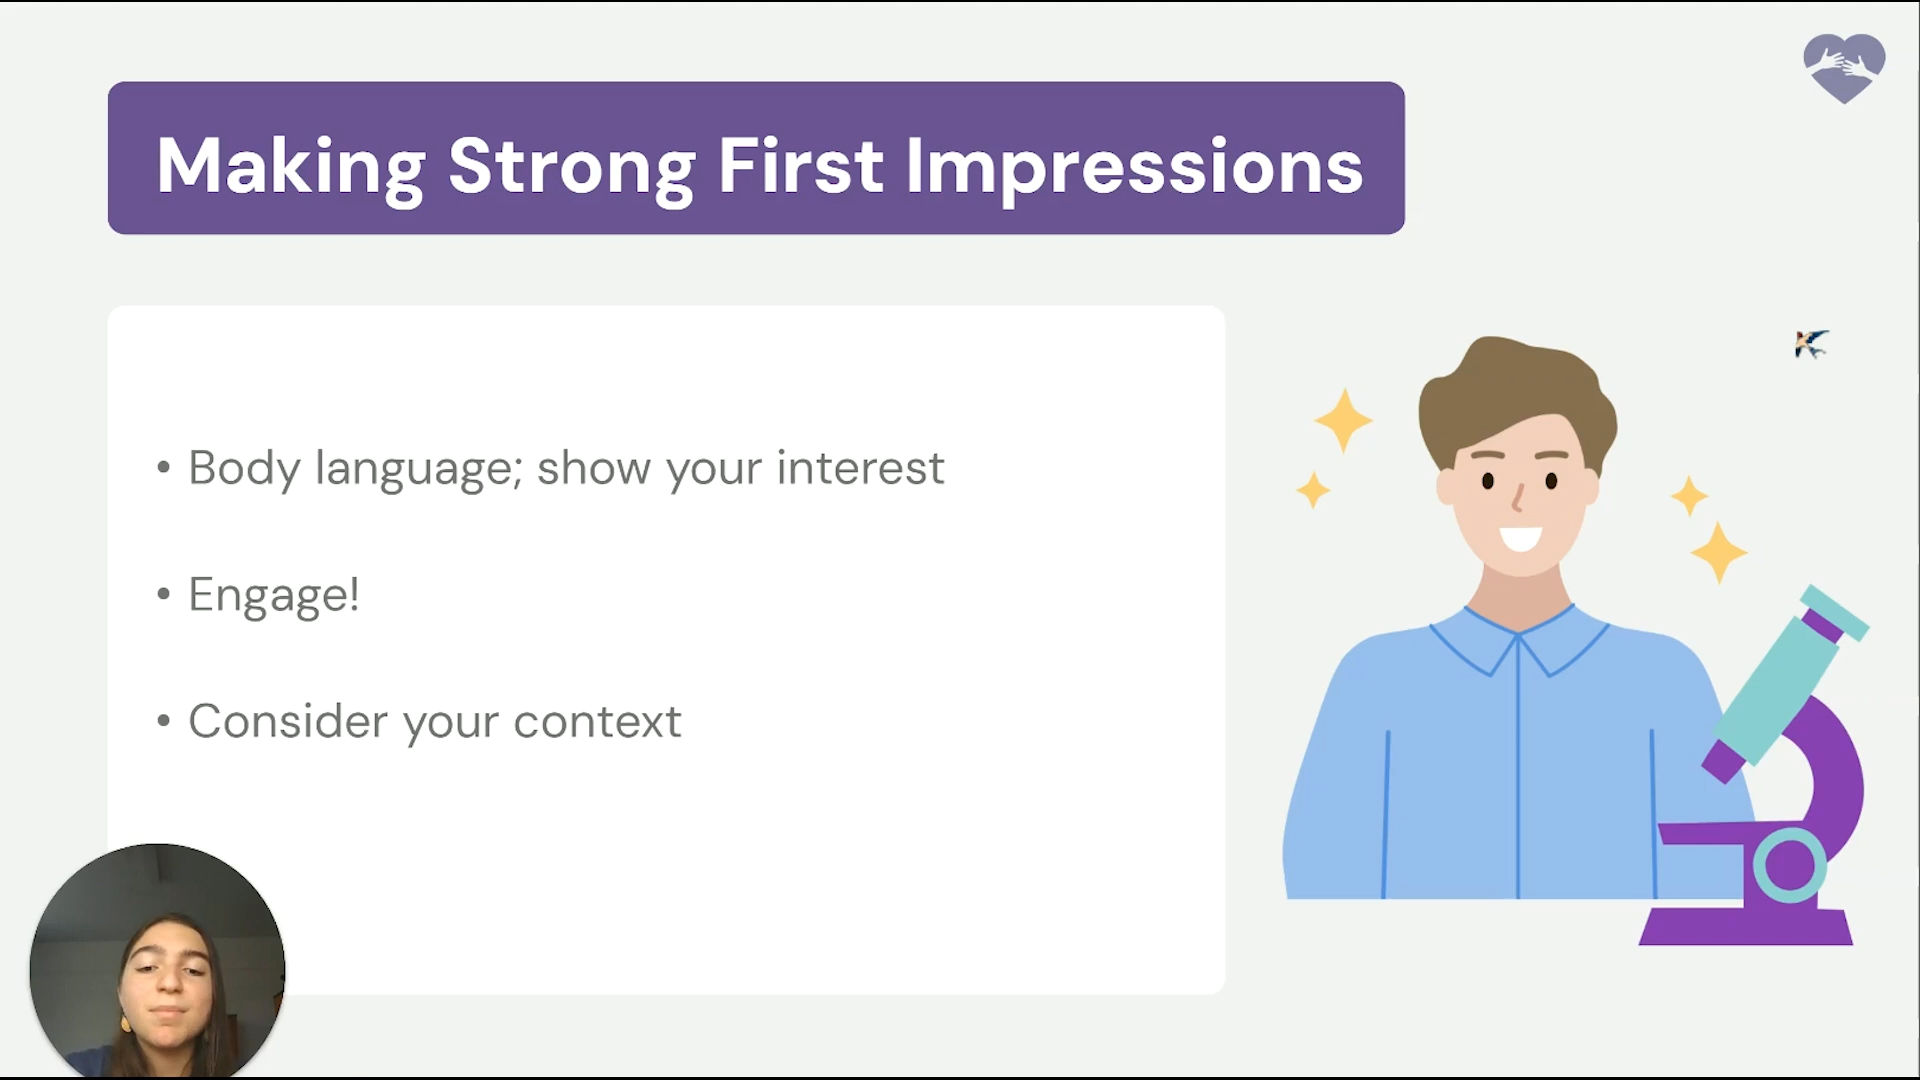 Making Strong First Impressions
• Body language; show your interest
• Engage!
• Consider your context